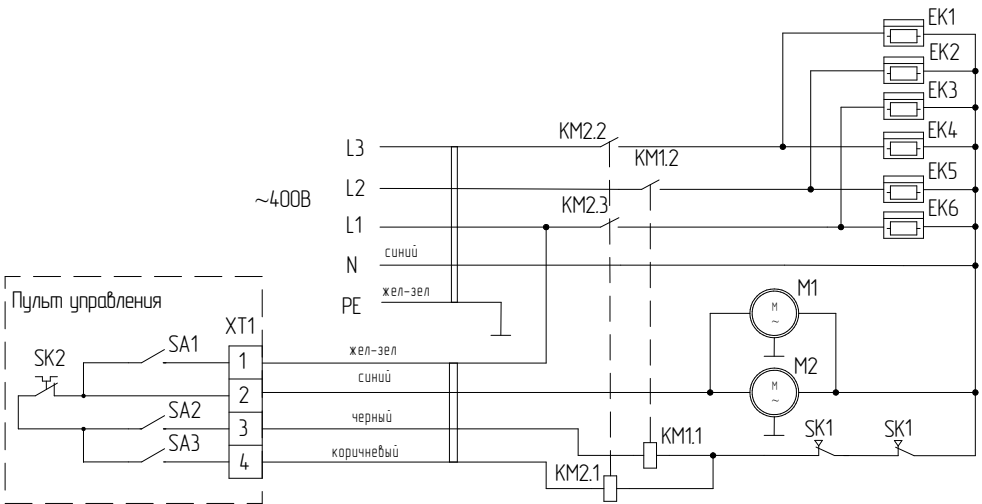 EK1
EK2
EK3
KM2.2
L3
EK4
KM1.2
L2
EK5
~400В
KM2.3
L1
EK6
N
синий
PE
жел-зел
Пульт управления
M1
M
~
XT1
SK2
SA1
1
жел-зел
M2
2
синий
M
~
SA2
3
черный
SK1
SK1
KM1.1
SA3
4
коричневый
KM2.1